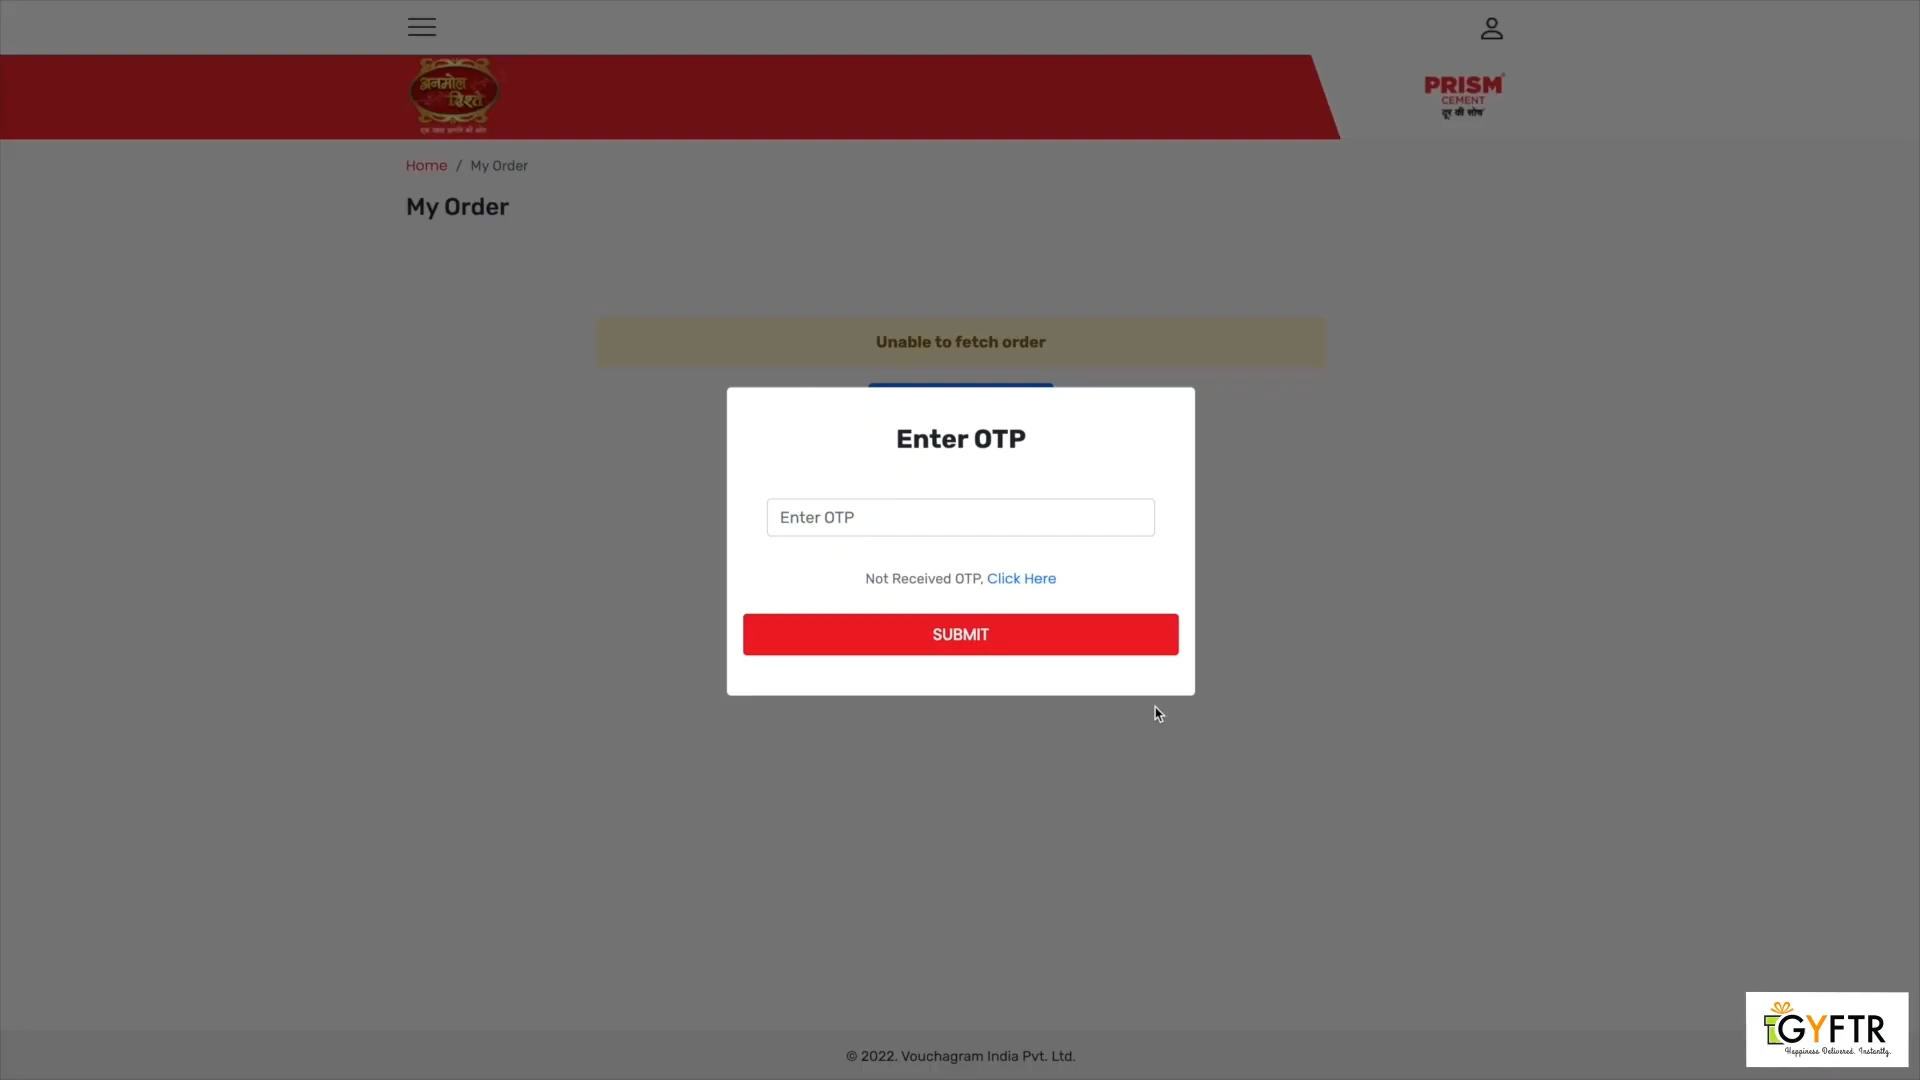 अनमोल
रिश्ते
PRISM
CEMENT
दूर की सोच
Home / My Order
My Order
Unable to fetch order
Enter OTP
Enter OTP
Not Received OTP, Click Here
SUBMIT
GYFTR
Happiness Delivered. Instantly.
© 2022. Vouchagram India Pvt. Ltd.